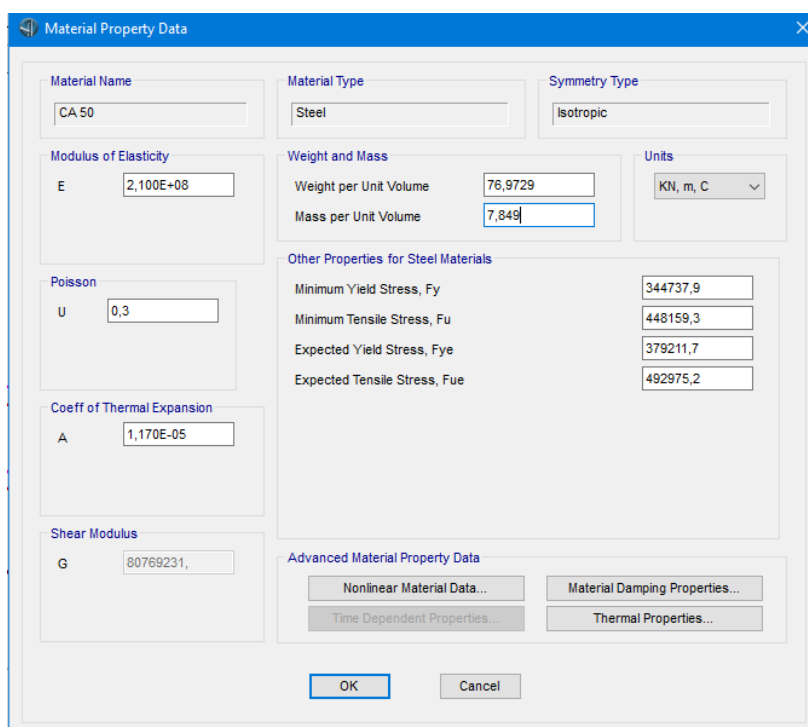 Material Property Data
Material Name
CA 50
Material Type
Steel
Symmetry Type
Isotropic
Modulus of Elasticity
E 2,100E+08
Weight and Mass
Weight per Unit Volume 76,9729
Mass per Unit Volume 7,849
Units
KN, m, C
Poisson
U 0,3
Other Properties for Steel Materials
Minimum Yield Stress, Fy 344737,9
Minimum Tensile Stress, Fu 448159,3
Expected Yield Stress, Fye 379211,7
Expected Tensile Stress, Fue 492975,2
Coeff of Thermal Expansion
A 1,170E-05
Shear Modulus
G 80769231,
Advanced Material Property Data
Nonlinear Material Data... Material Damping Properties...
Time Dependent Properties... Thermal Properties...
OK Cancel